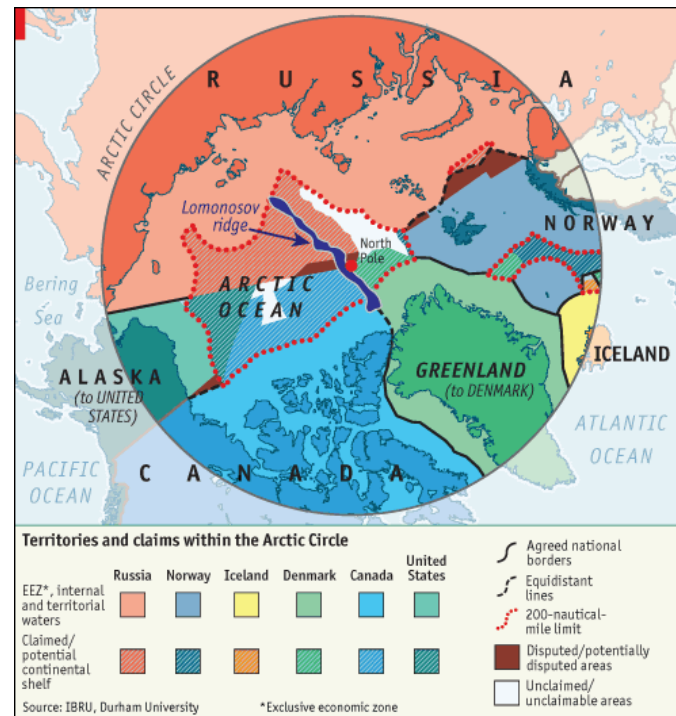 R U S S I A
ARCTIC CIRCLE
Lomonosov
ridge
North
Pole
NORWAY
Bering
Sea
ARCTIC
OCEAN
ICELAND
ALASKA
(to UNITED
STATES)
GREENLAND
(to DENMARK)
ATLANTIC
OCEAN
PACIFIC
OCEAN
C A N A D A
Territories and claims within the Arctic Circle
Russia Norway Iceland Denmark Canada United States
EEZ*, internal
and territorial
waters
Claimed/
potential
continental
shelf
Agreed national
borders
Equidistant
lines
200-nautical-
mile limit
Disputed/potentially
disputed areas
Unclaimed/
unclaimable areas
Source: IBRU, Durham University *Exclusive economic zone